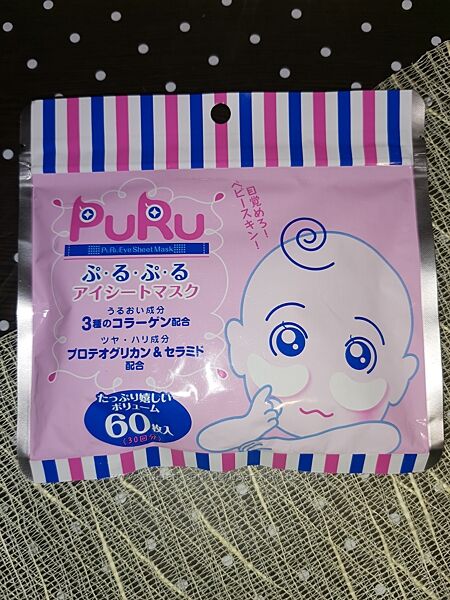 目覚めろー!
ベビースキン!
PuRu
PuRu Eye Sheet Mask
ぷ・る・ぷ・る
アイシートマスク
うるおい成分
3種のコラーゲン配合
ツヤ・ハリ成分
プロテオグリカン&セラミド
配合
たっぷり嬉しい
ボリューム
60枚入
(30回分)